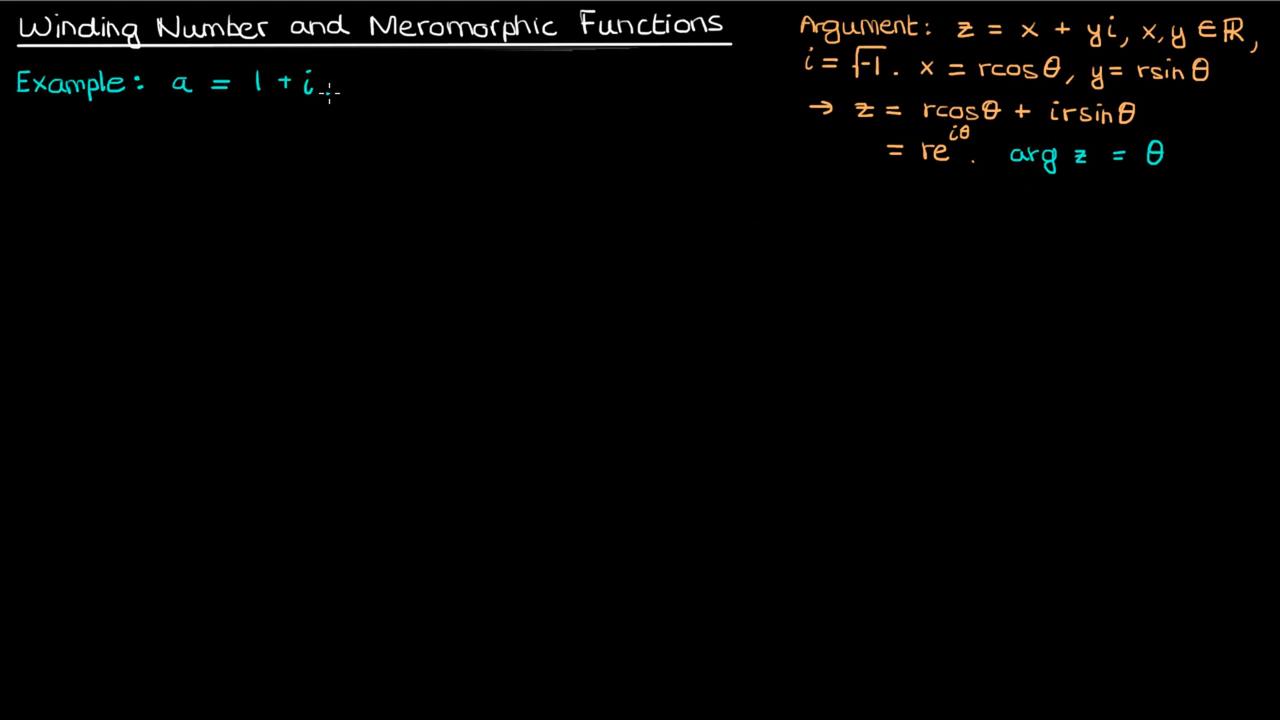 Winding Number and Meromorphic Functions
Example: a = 1 + i
Argument: z = x + yi, x, y ∈ ℝ,
i = √-1. x = rcosθ, y = rsinθ
→ z = rcosθ + irsinθ
= re^{iθ}. arg z = θ